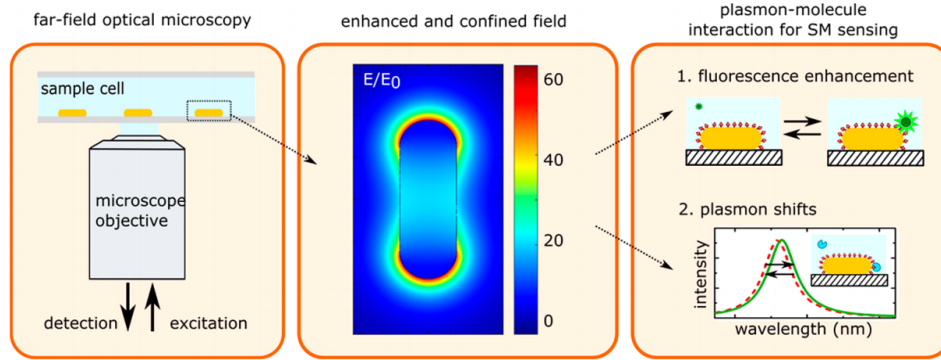 far-field optical microscopy
sample cell
microscope
objective
detection
excitation
enhanced and confined field
E/E0
60
40
20
0
plasmon-molecule
interaction for SM sensing
1. fluorescence enhancement
2. plasmon shifts
intensity
wavelength (nm)